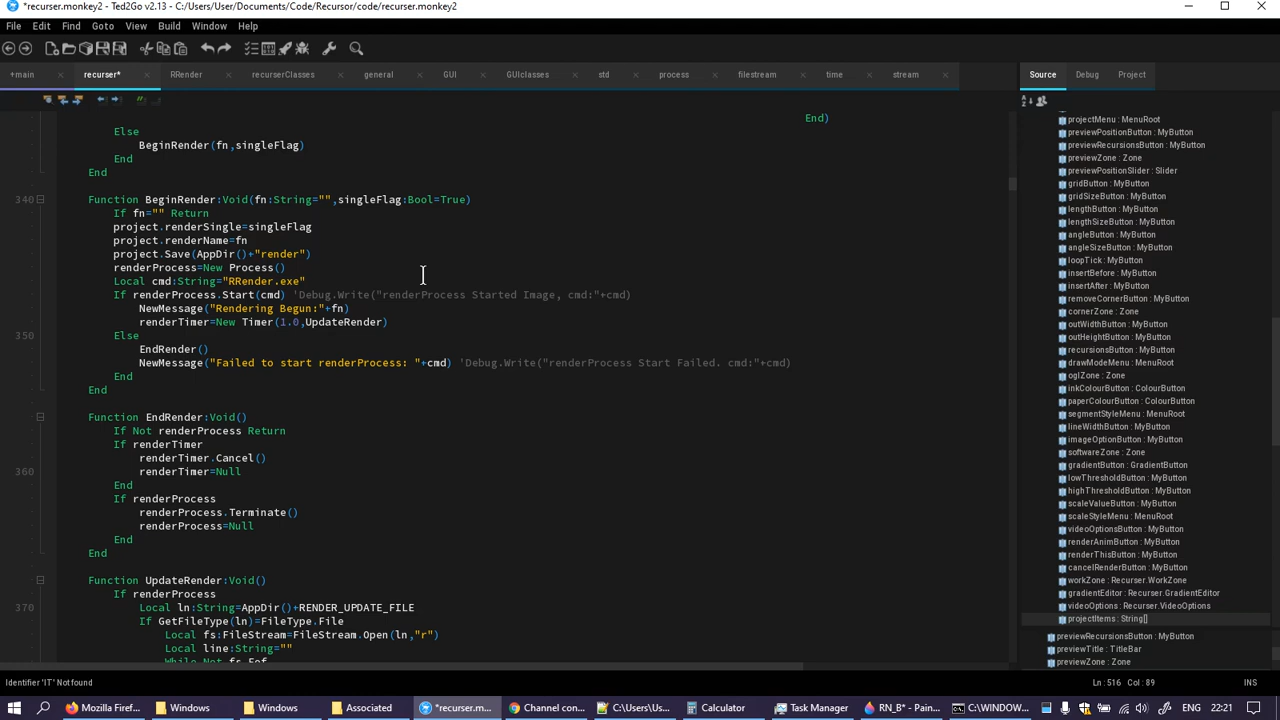 *recurser.monkey2 - Ted2Go v2.13 - C:/Users/User/Documents/Code/Recursor/code/recurser.monkey2
File Edit Find Goto View Build Window Help
+main recurser* RRender recurserClasses general GUI GUIclasses std process filestream time stream Source Debug Project
End)
Else
BeginRender(fn,singleFlag)
End
End
340 Function BeginRender:Void(fn:String="",singleFlag:Bool=True)
If fn="" Return
project.renderSingle=singleFlag
project.renderName=fn
project.Save(AppDir()+"render")
renderProcess=New Process()
Local cmd:String="RRender.exe"
If renderProcess.Start(cmd) 'Debug.Write("renderProcess Started Image, cmd:"+cmd)
NewMessage("Rendering Begun:"+fn)
renderTimer=New Timer(1.0,UpdateRender)
350 Else
EndRender()
NewMessage("Failed to start renderProcess: "+cmd) 'Debug.Write("renderProcess Start Failed. cmd:"+cmd)
End
End
Function EndRender:Void()
If Not renderProcess Return
If renderTimer
renderTimer.Cancel()
360 renderTimer=Null
End
If renderProcess
renderProcess.Terminate()
renderProcess=Null
End
End
Function UpdateRender:Void()
If renderProcess
370 Local ln:String=AppDir()+RENDER_UPDATE_FILE
If GetFileType(ln)=FileType.File
Local fs:FileStream=FileStream.Open(ln,"r")
Local line:String=""
While Not fs.Eof
projectMenu : MenuRoot
previewPositionButton : MyButton
previewRecursionsButton : MyButton
previewZone : Zone
previewPositionSlider : Slider
gridButton : MyButton
gridSizeButton : MyButton
lengthButton : MyButton
lengthSizeButton : MyButton
angleButton : MyButton
angleSizeButton : MyButton
loopTick : MyButton
insertBefore : MyButton
insertAfter : MyButton
removeCornerButton : MyButton
cornerZone : Zone
outWidthButton : MyButton
outHeightButton : MyButton
recursionsButton : MyButton
drawModeMenu : MenuRoot
oglZone : Zone
inkColourButton : ColourButton
paperColourButton : ColourButton
segmentStyleMenu : MenuRoot
lineWidthButton : MyButton
imageOptionButton : MyButton
softwareZone : Zone
gradientButton : GradientButton
lowThresholdButton : MyButton
highThresholdButton : MyButton
scaleValueButton : MyButton
scaleStyleMenu : MenuRoot
videoOptionsButton : MyButton
renderAnimButton : MyButton
renderThisButton : MyButton
cancelRenderButton : MyButton
workZone : Recurser.WorkZone
gradientEditor : Recurser.GradientEditor
videoOptions : Recurser.VideoOptions
projectItems : String[]
previewRecursionsButton : MyButton
previewTitle : TitleBar
previewZone : Zone
Identifier 'IT' Not found Ln : 516 Col : 89 INS
Mozilla Firef... Windows Windows Associated *recurser.m... Channel con... C:\Users\Us... Calculator Task Manager RN_B* - Pain... C:\WINDOW... ENG 22:21